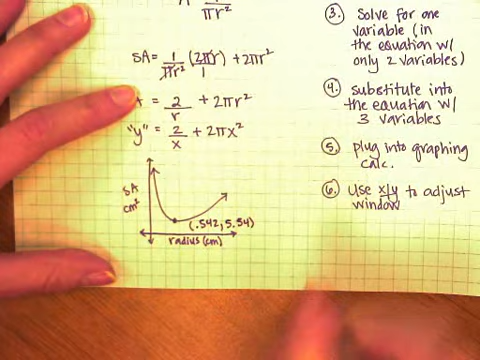 1
πr²
SA = 1/πr² (2πr)/1 + 2πr²
= 2/r + 2πr²
"y" = 2/x + 2πx²
SA
cm²
(.542, 5.54)
radius (cm)
3. Solve for one
variable (in
the equation w/
only 2 variables)
4. substitute into
the equation w/
3 variables
5. plug into graphing
calc.
6. Use x/y to adjust
window